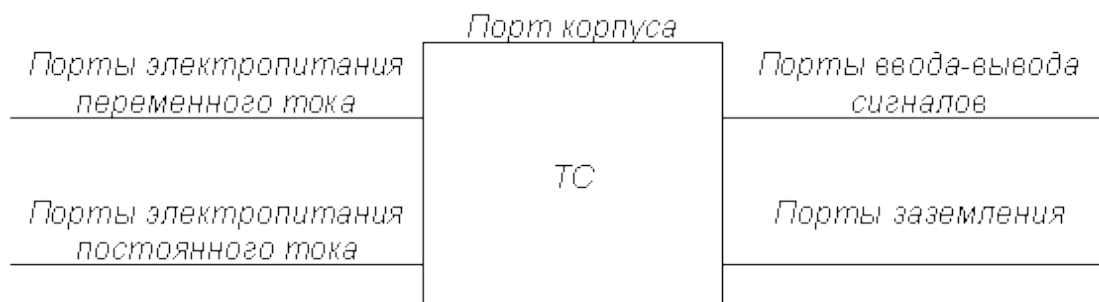 Порт корпуса
Порты электропитания
переменного тока
Порты ввода-вывода
сигналов
ТС
Порты электропитания
постоянного тока
Порты заземления